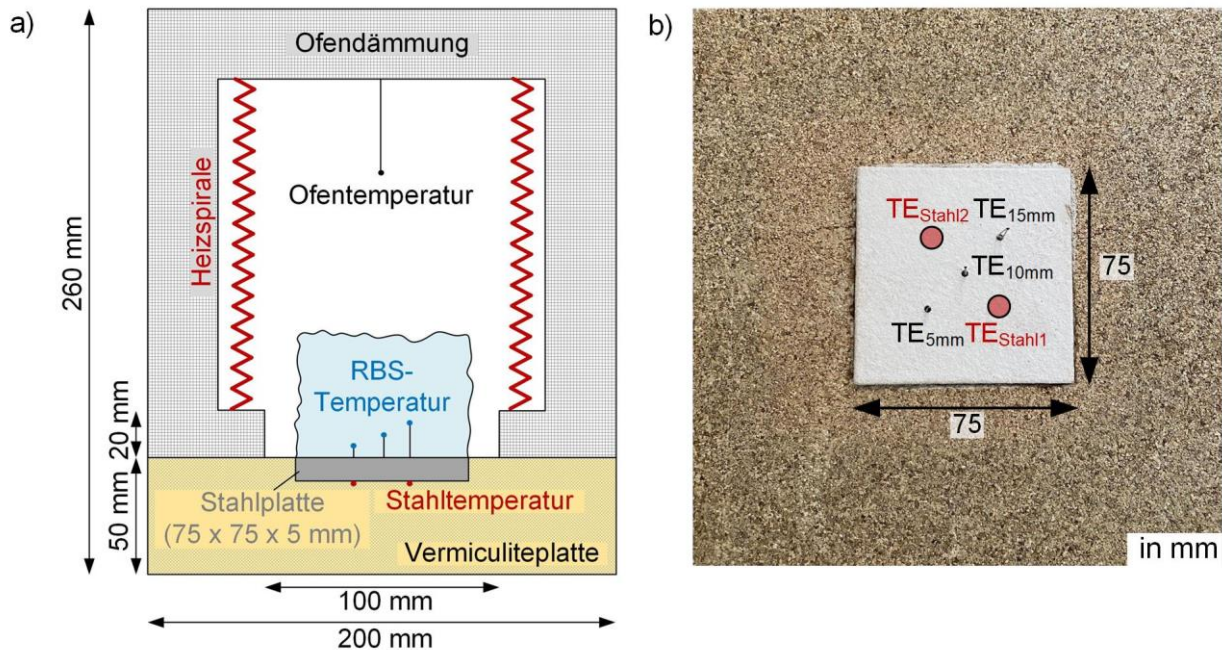 a)
Ofendämmung
Heizspirale
Ofentemperatur
260 mm
RBS-
Temperatur
20 mm
50 mm
Stahlplatte
(75 x 75 x 5 mm)
Stahltemperatur
Vermiculiteplatte
100 mm
200 mm
b)
TEStahl2 TE15mm
TE10mm
TE5mm TEStahl1
75
75
in mm